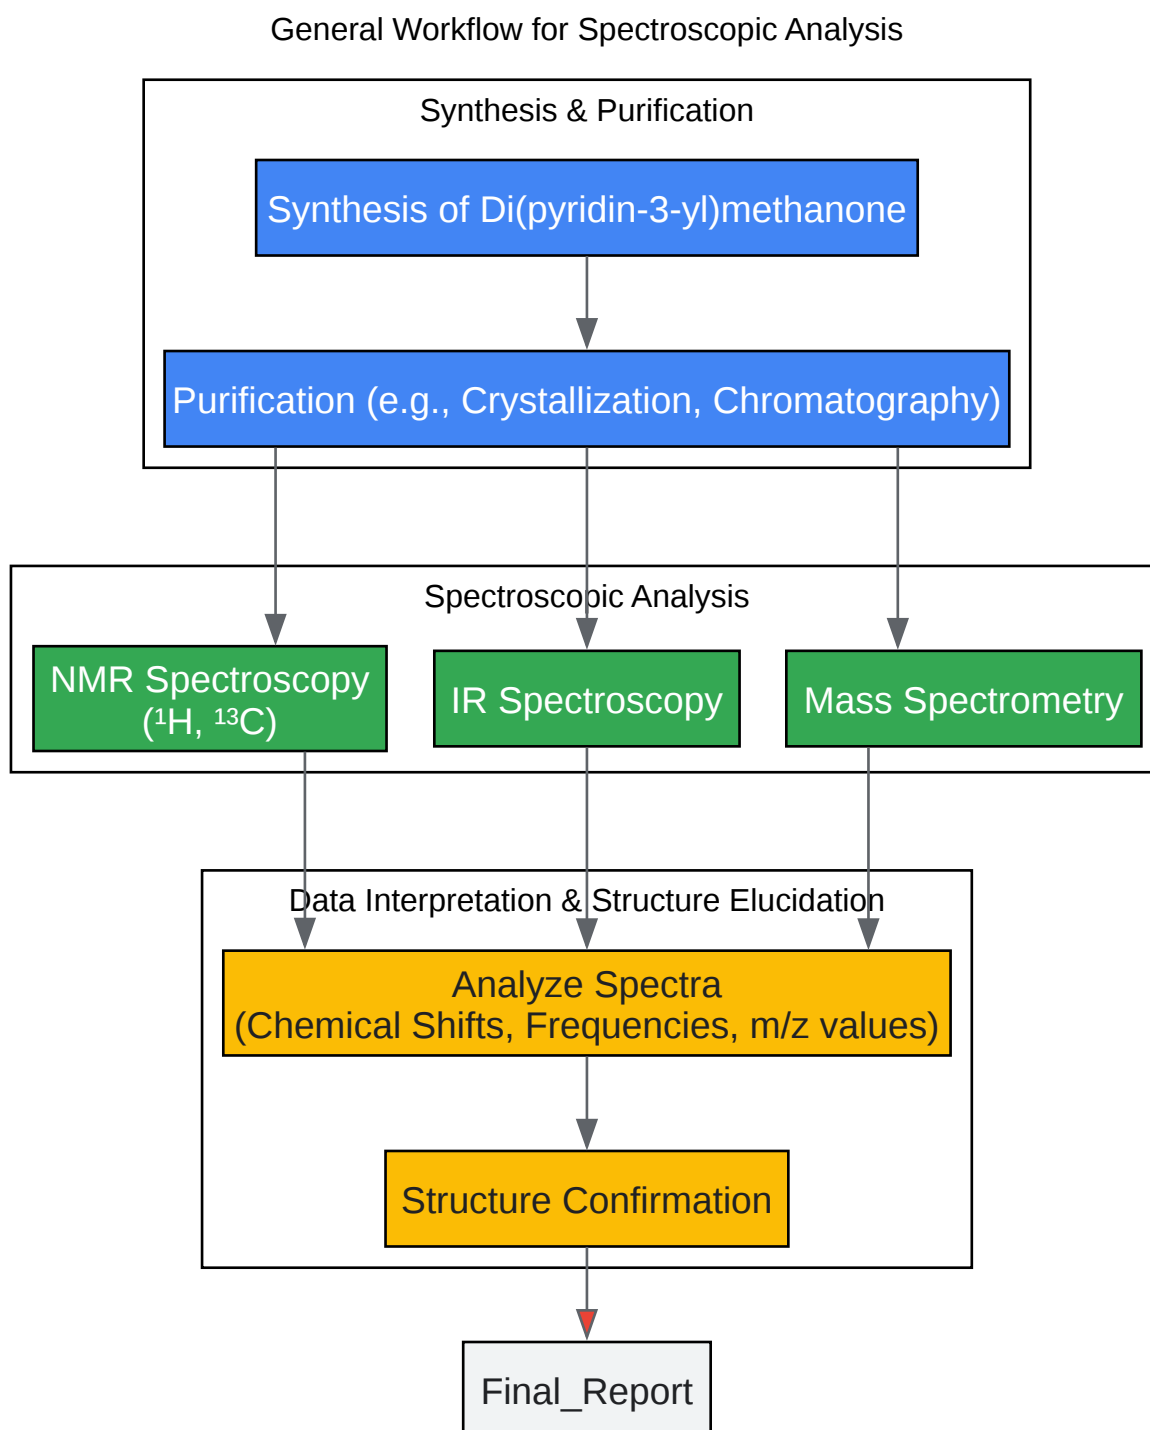 General Workflow for Spectroscopic Analysis
Synthesis & Purification
Synthesis of Di(pyridin-3-yl)methanone
Purification (e.g., Crystallization, Chromatography)
Spectroscopic Analysis
NMR Spectroscopy
(¹H, ¹³C)
IR Spectroscopy
Mass Spectrometry
Data Interpretation & Structure Elucidation
Analyze Spectra
(Chemical Shifts, Frequencies, m/z values)
Structure Confirmation
Final_Report